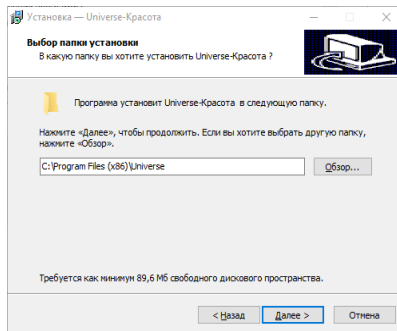 Установка — Universe-Красота
Выбор папки установки
В какую папку вы хотите установить Universe-Красота ?
Программа установит Universe-Красота в следующую папку.
Нажмите «Далее», чтобы продолжить. Если вы хотите выбрать другую папку,
нажмите «Обзор».
C:\Program Files (x86)\Universe
Обзор...
Требуется как минимум 89,6 Мб свободного дискового пространства.
< Назад
Далее >
Отмена